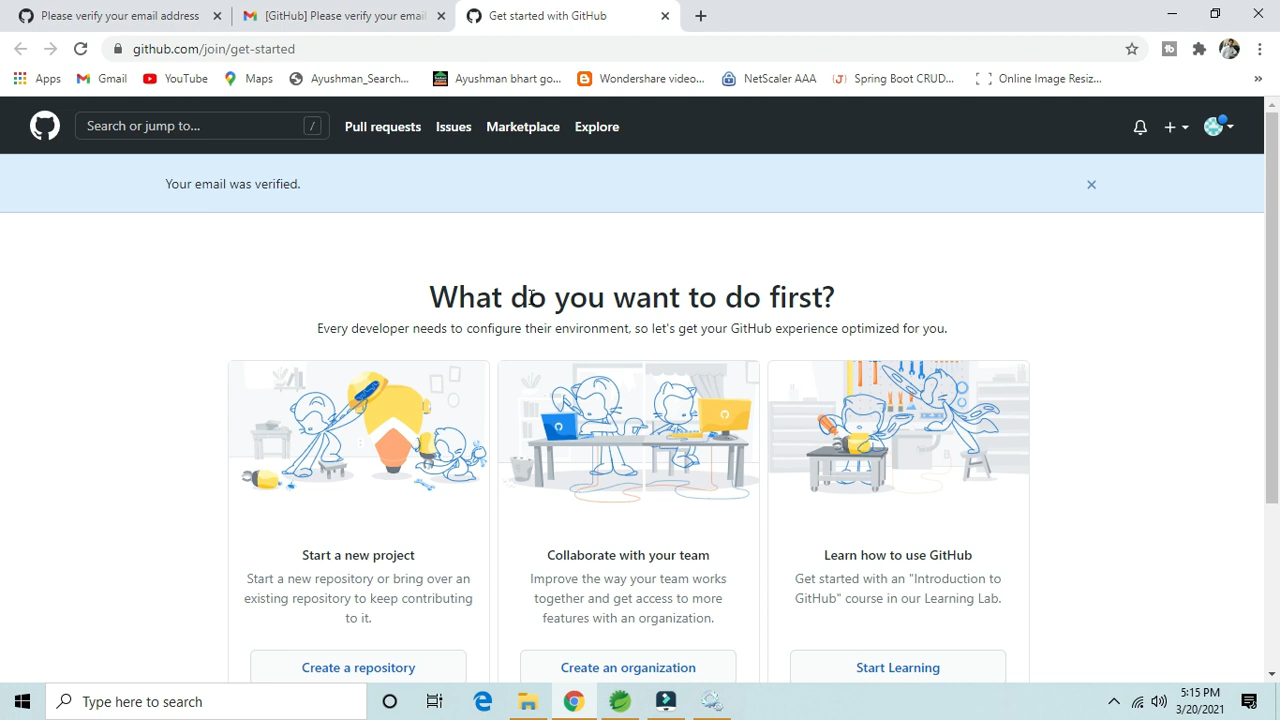 Please verify your email address
[GitHub] Please verify your email
Get started with GitHub
github.com/join/get-started
Apps
Gmail
YouTube
Maps
Ayushman_Search...
Ayushman bhart go...
Wondershare video...
NetScaler AAA
Spring Boot CRUD...
Online Image Resiz...
»
Search or jump to...
/
Pull requests
Issues
Marketplace
Explore
Your email was verified.
What do you want to do first?
Every developer needs to configure their environment, so let's get your GitHub experience optimized for you.
Start a new project
Start a new repository or bring over an
existing repository to keep contributing
to it.
Create a repository
Collaborate with your team
Improve the way your team works
together and get access to more
features with an organization.
Create an organization
Learn how to use GitHub
Get started with an "Introduction to
GitHub" course in our Learning Lab.
Start Learning
Type here to search
5:15 PM
3/20/2021